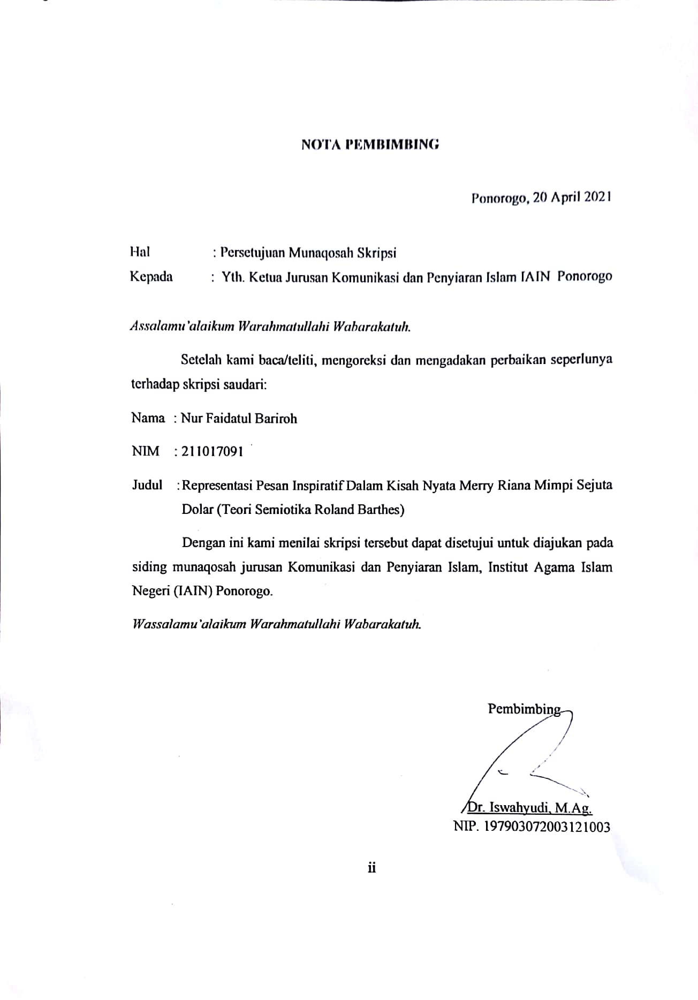 NOTA PEMBIMBING
Ponorogo, 20 April 2021
Hal : Persetujuan Munaqosah Skripsi
Kepada : Yth. Ketua Jurusan Komunikasi dan Penyiaran Islam IAIN Ponorogo
Assalamu'alaikum Warahmatullahi Wabarakatuh.
Setelah kami baca/teliti, mengoreksi dan mengadakan perbaikan seperlunya
terhadap skripsi saudari:
Nama : Nur Faidatul Bariroh
NIM : 211017091
Judul : Representasi Pesan Inspiratif Dalam Kisah Nyata Merry Riana Mimpi Sejuta
Dolar (Teori Semiotika Roland Barthes)
Dengan ini kami menilai skripsi tersebut dapat disetujui untuk diajukan pada
siding munaqosah jurusan Komunikasi dan Penyiaran Islam, Institut Agama Islam
Negeri (IAIN) Ponorogo.
Wassalamu'alaikum Warahmatullahi Wabarakatuh.
Pembimbing
Dr. Iswahyudi, M.Ag.
NIP. 197903072003121003
ii